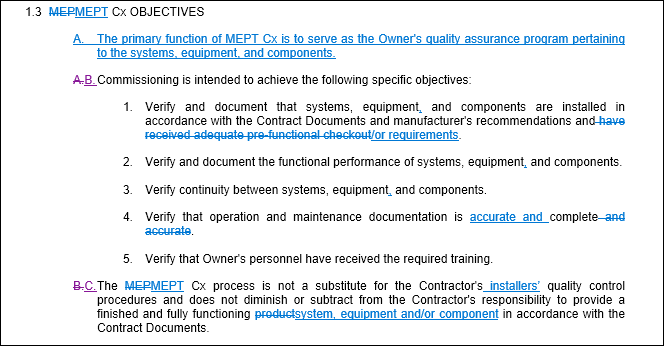 1.3 MEPMEPT Cx OBJECTIVES
A. The primary function of MEPT Cx is to serve as the Owner's quality assurance program pertaining
to the systems, equipment, and components.
A.B. Commissioning is intended to achieve the following specific objectives:
1. Verify and document that systems, equipment, and components are installed in
accordance with the Contract Documents and manufacturer's recommendations and have
received adequate pre-functional checkout/or requirements.
2. Verify and document the functional performance of systems, equipment, and components.
3. Verify continuity between systems, equipment, and components.
4. Verify that operation and maintenance documentation is accurate and complete and
accurate.
5. Verify that Owner's personnel have received the required training.
B.C. The MEPMEPT Cx process is not a substitute for the Contractor's installers' quality control
procedures and does not diminish or subtract from the Contractor's responsibility to provide a
finished and fully functioning productsystem, equipment and/or component in accordance with the
Contract Documents.